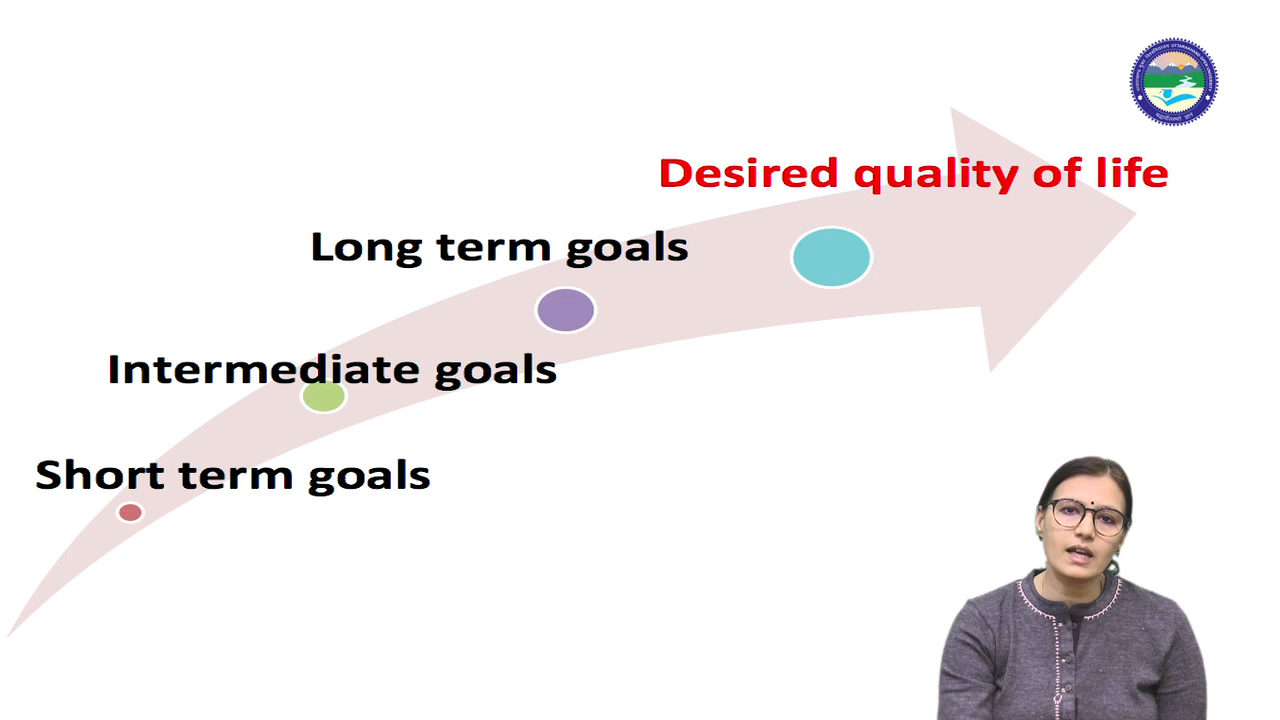 Desired quality of life
Long term goals
Intermediate goals
Short term goals